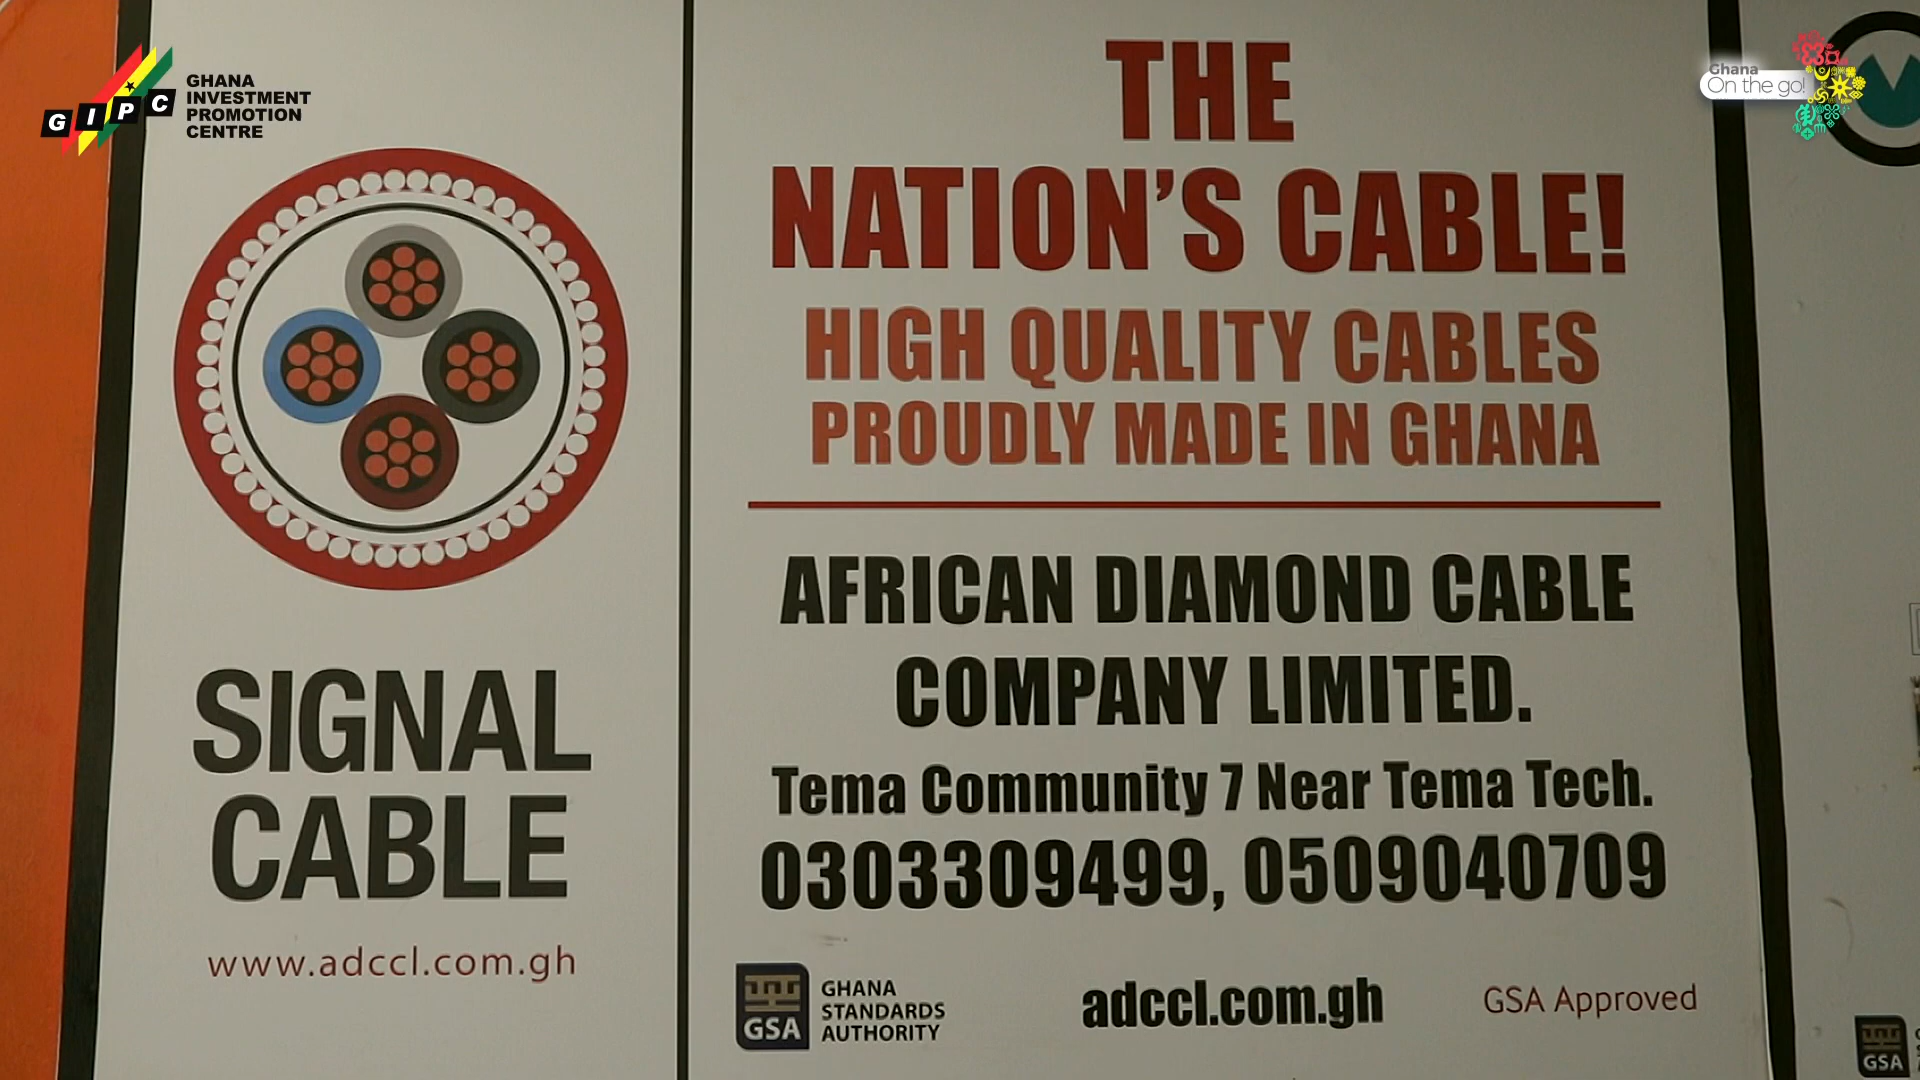 GIPC
GHANA
INVESTMENT
PROMOTION
CENTRE
Ghana
On the go!
SIGNAL
CABLE
www.adccl.com.gh
THE
NATION'S CABLE!
HIGH QUALITY CABLES
PROUDLY MADE IN GHANA
AFRICAN DIAMOND CABLE
COMPANY LIMITED.
Tema Community 7 Near Tema Tech.
0303309499, 0509040709
GSA
GHANA
STANDARDS
AUTHORITY
adccl.com.gh
GSA Approved
GSA